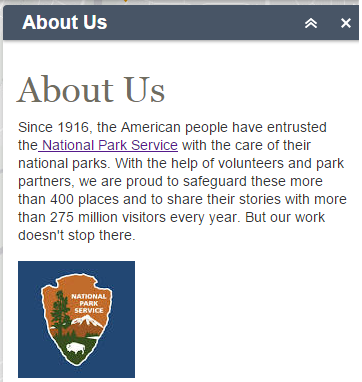 About Us
About Us
Since 1916, the American people have entrusted
the National Park Service with the care of their
national parks. With the help of volunteers and park
partners, we are proud to safeguard these more
than 400 places and to share their stories with more
than 275 million visitors every year. But our work
doesn't stop there.
NATIONAL
PARK
SERVICE